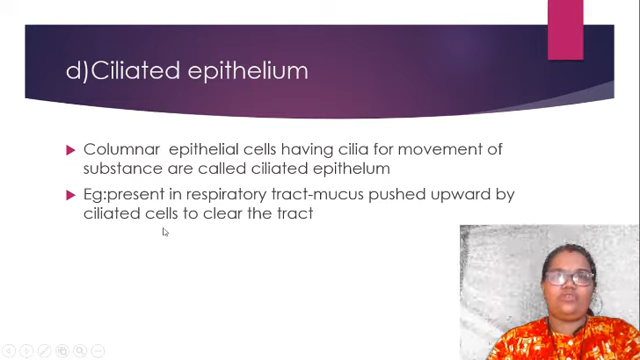 d)Ciliated epithelium
Columnar epithelial cells having cilia for movement of
substance are called ciliated epithelum
Eg:present in respiratory tract-mucus pushed upward by
ciliated cells to clear the tract